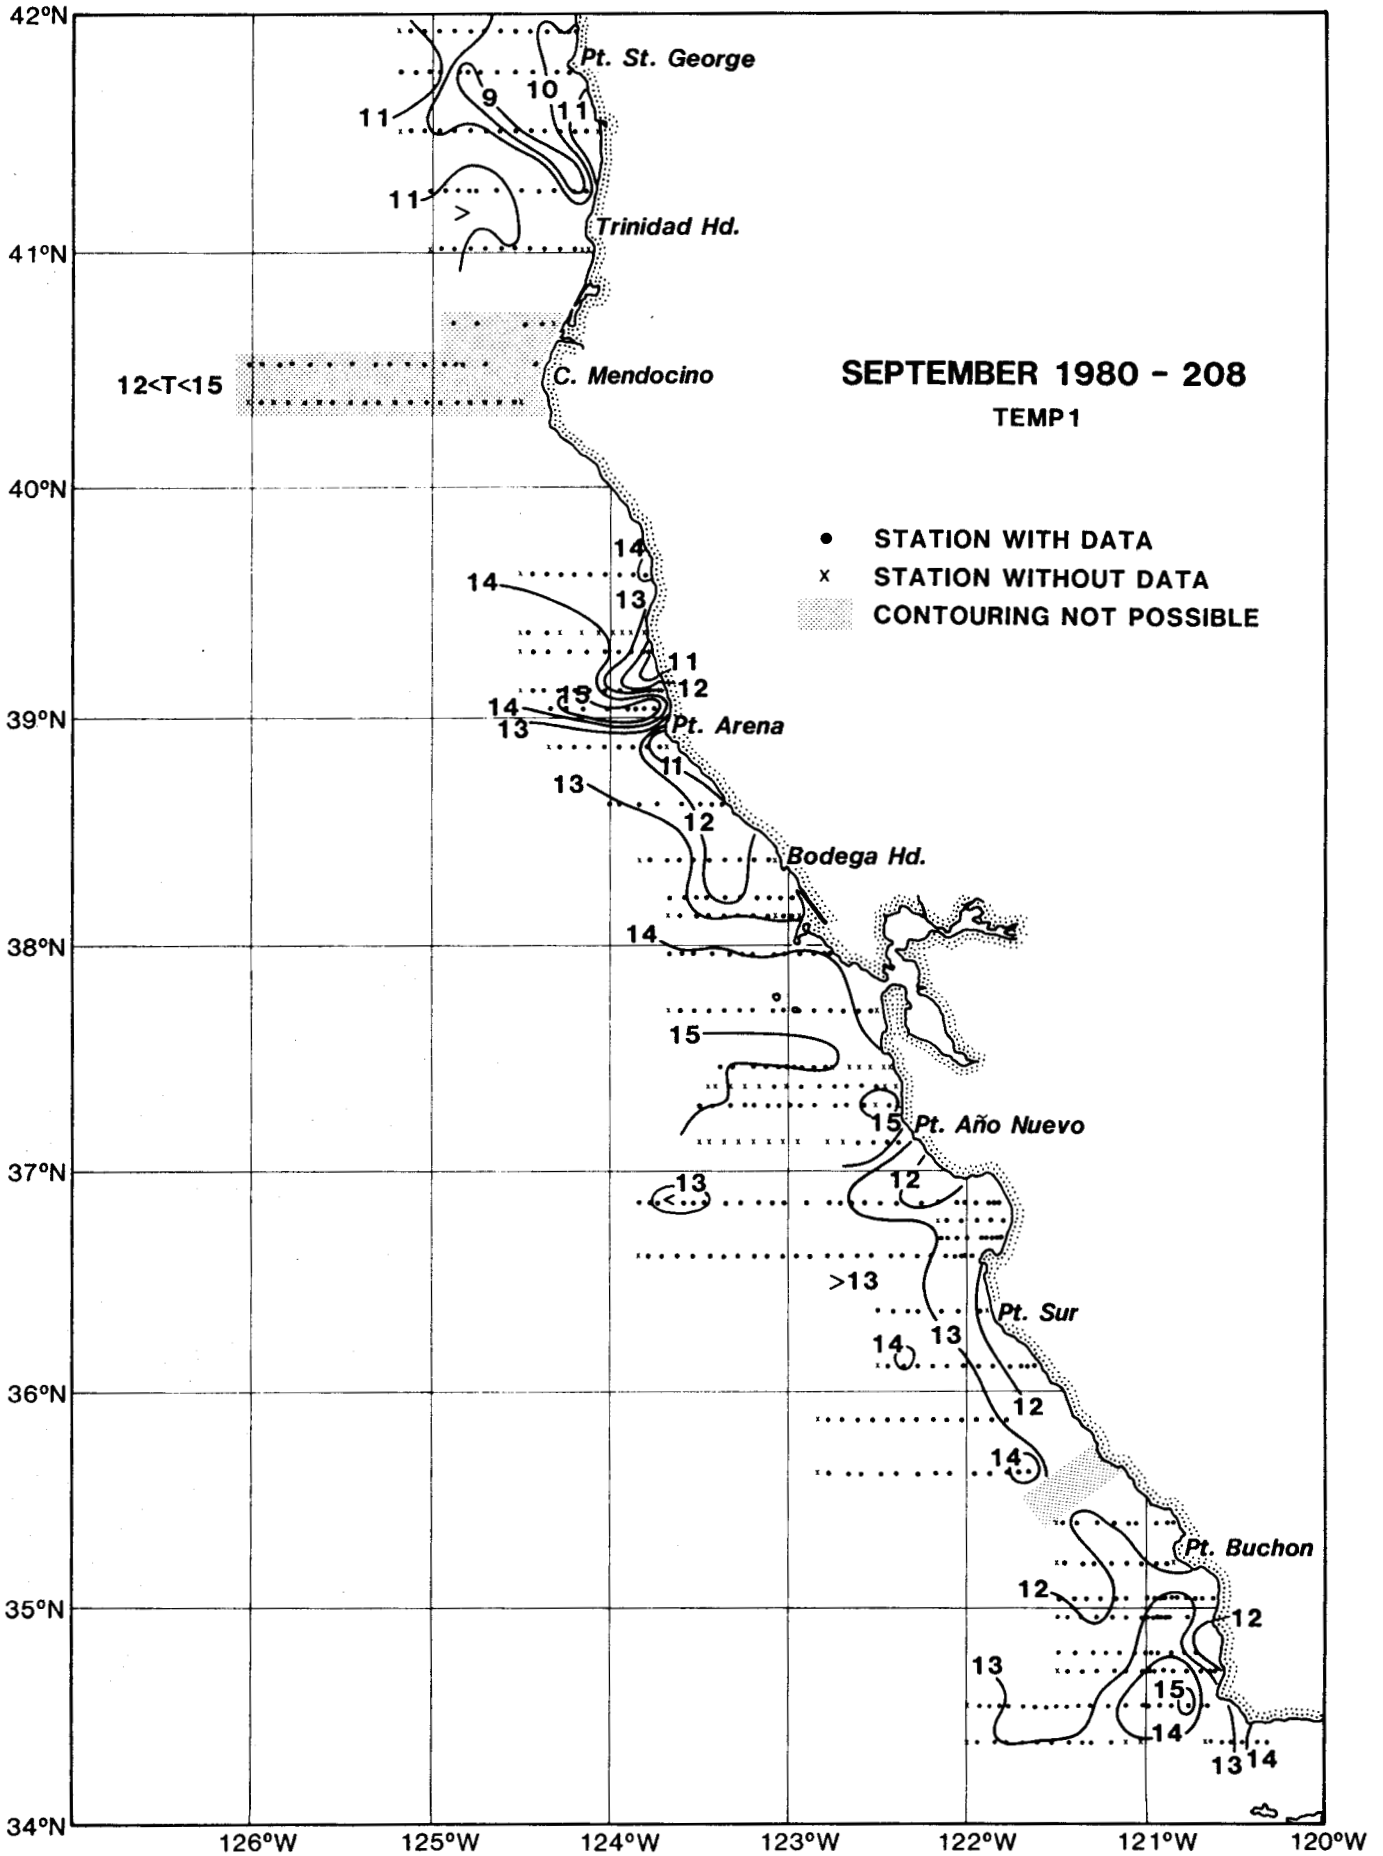 42°N
Pt. St. George
9
10
11
11
11
Trinidad Hd.
41°N
>
12<T<15
C. Mendocino
SEPTEMBER 1980 - 208
TEMP1
40°N
• STATION WITH DATA
x STATION WITHOUT DATA
CONTOURING NOT POSSIBLE
14
14
13
11
12
15
14
39°N
13
Pt. Arena
11
13
12
Bodega Hd.
14
38°N
15
15
Pt. Año Nuevo
37°N
12
13
<
>13
Pt. Sur
13
14
36°N
12
14
Pt. Buchon
12
35°N
12
13
15
14
13
14
34°N
126°W
125°W
124°W
123°W
122°W
121°W
120°W